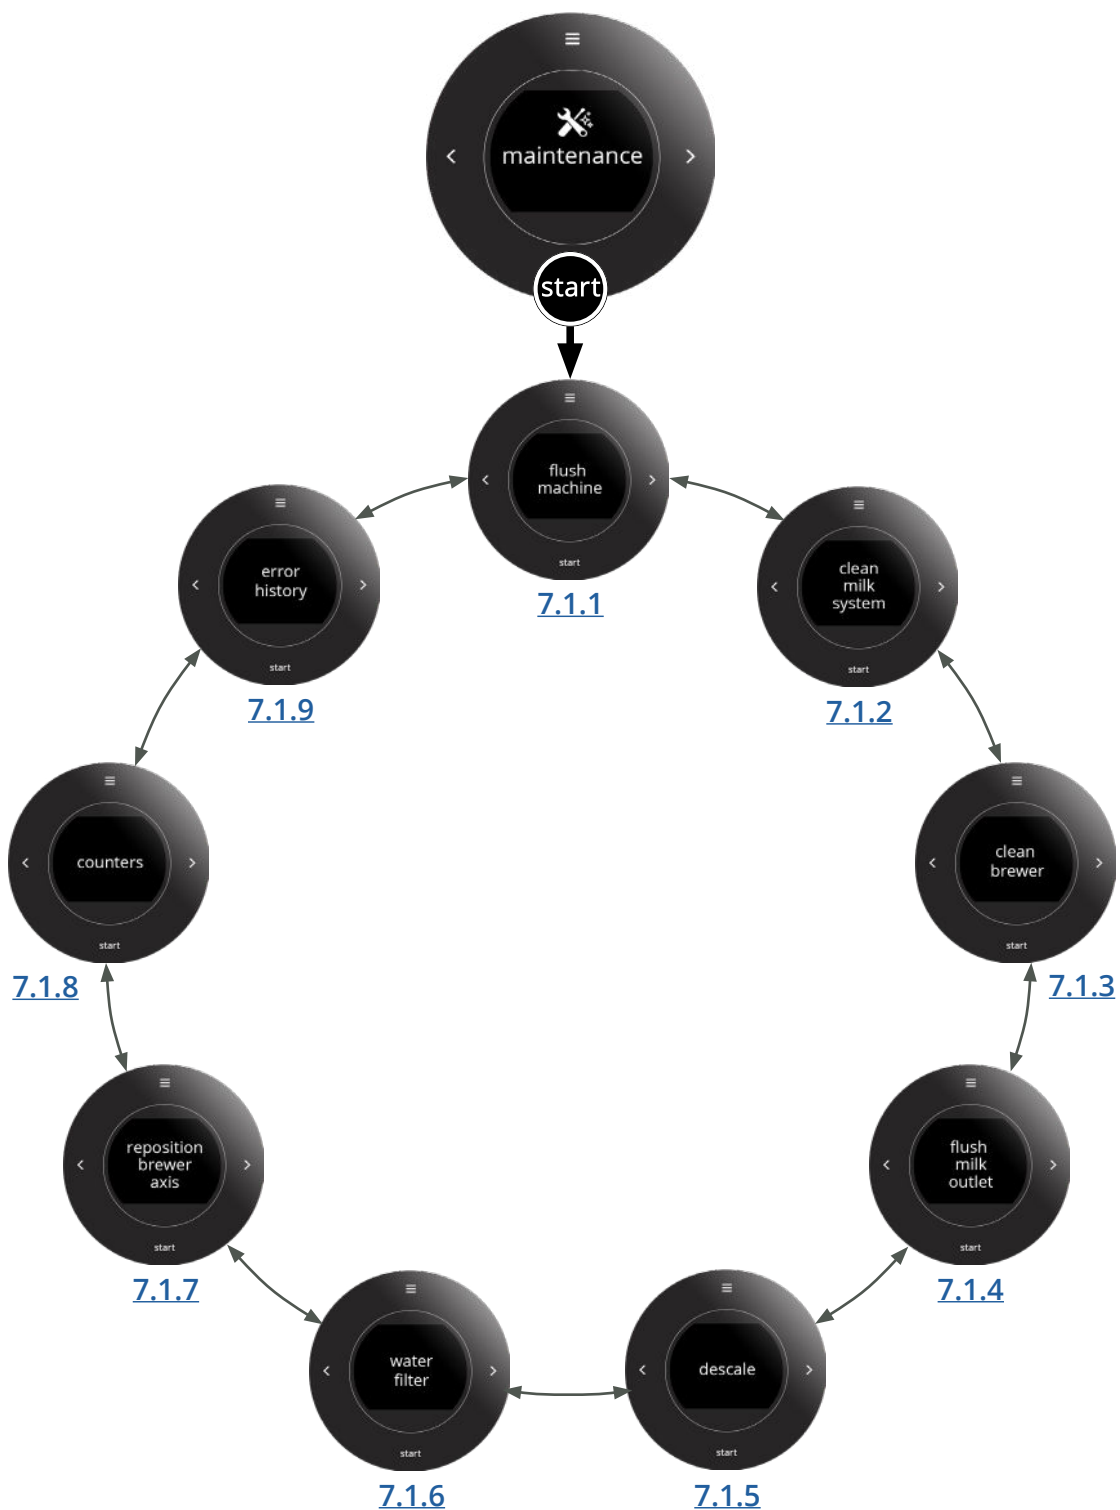 maintenance
start
flush
machine
start
7.1.1
clean
milk
system
start
7.1.2
clean
brewer
start
7.1.3
flush
milk
outlet
start
7.1.4
descale
start
7.1.5
water
filter
start
7.1.6
reposition
brewer
axis
start
7.1.7
counters
start
7.1.8
error
history
start
7.1.9